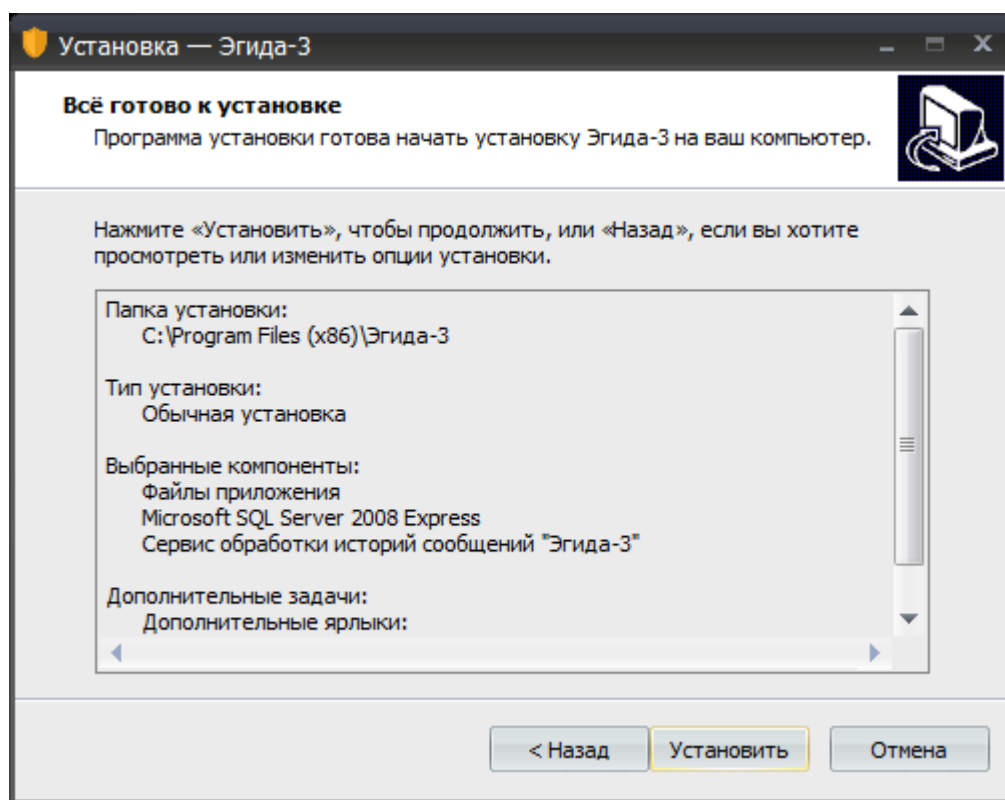 Установка — Эгида-3
Всё готово к установке
Программа установки готова начать установку Эгида-3 на ваш компьютер.
Нажмите «Установить», чтобы продолжить, или «Назад», если вы хотите
просмотреть или изменить опции установки.
Папка установки:
C:\Program Files (x86)\Эгида-3
Тип установки:
Обычная установка
Выбранные компоненты:
Файлы приложения
Microsoft SQL Server 2008 Express
Сервис обработки историй сообщений "Эгида-3"
Дополнительные задачи:
Дополнительные ярлыки:
< Назад Установить Отмена